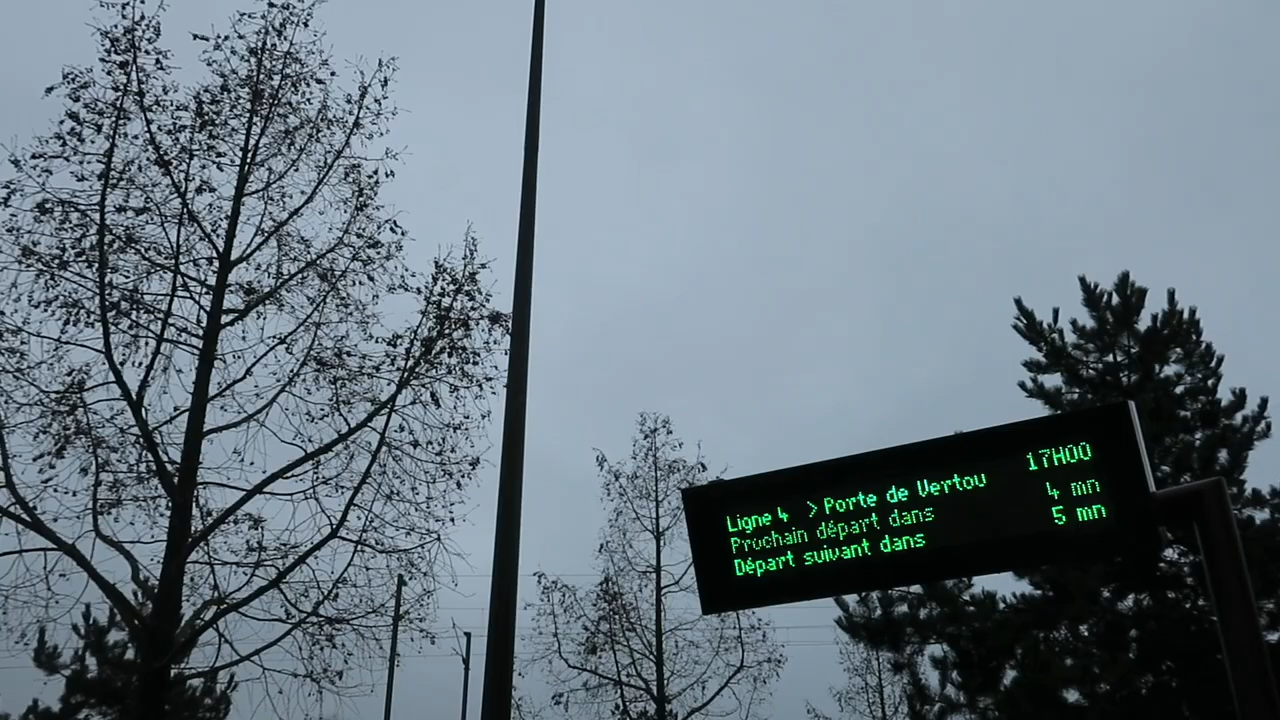 17H00
Ligne 4 > Porte de Vertou
Prochain départ dans 4 mn
Départ suivant dans 5 mn